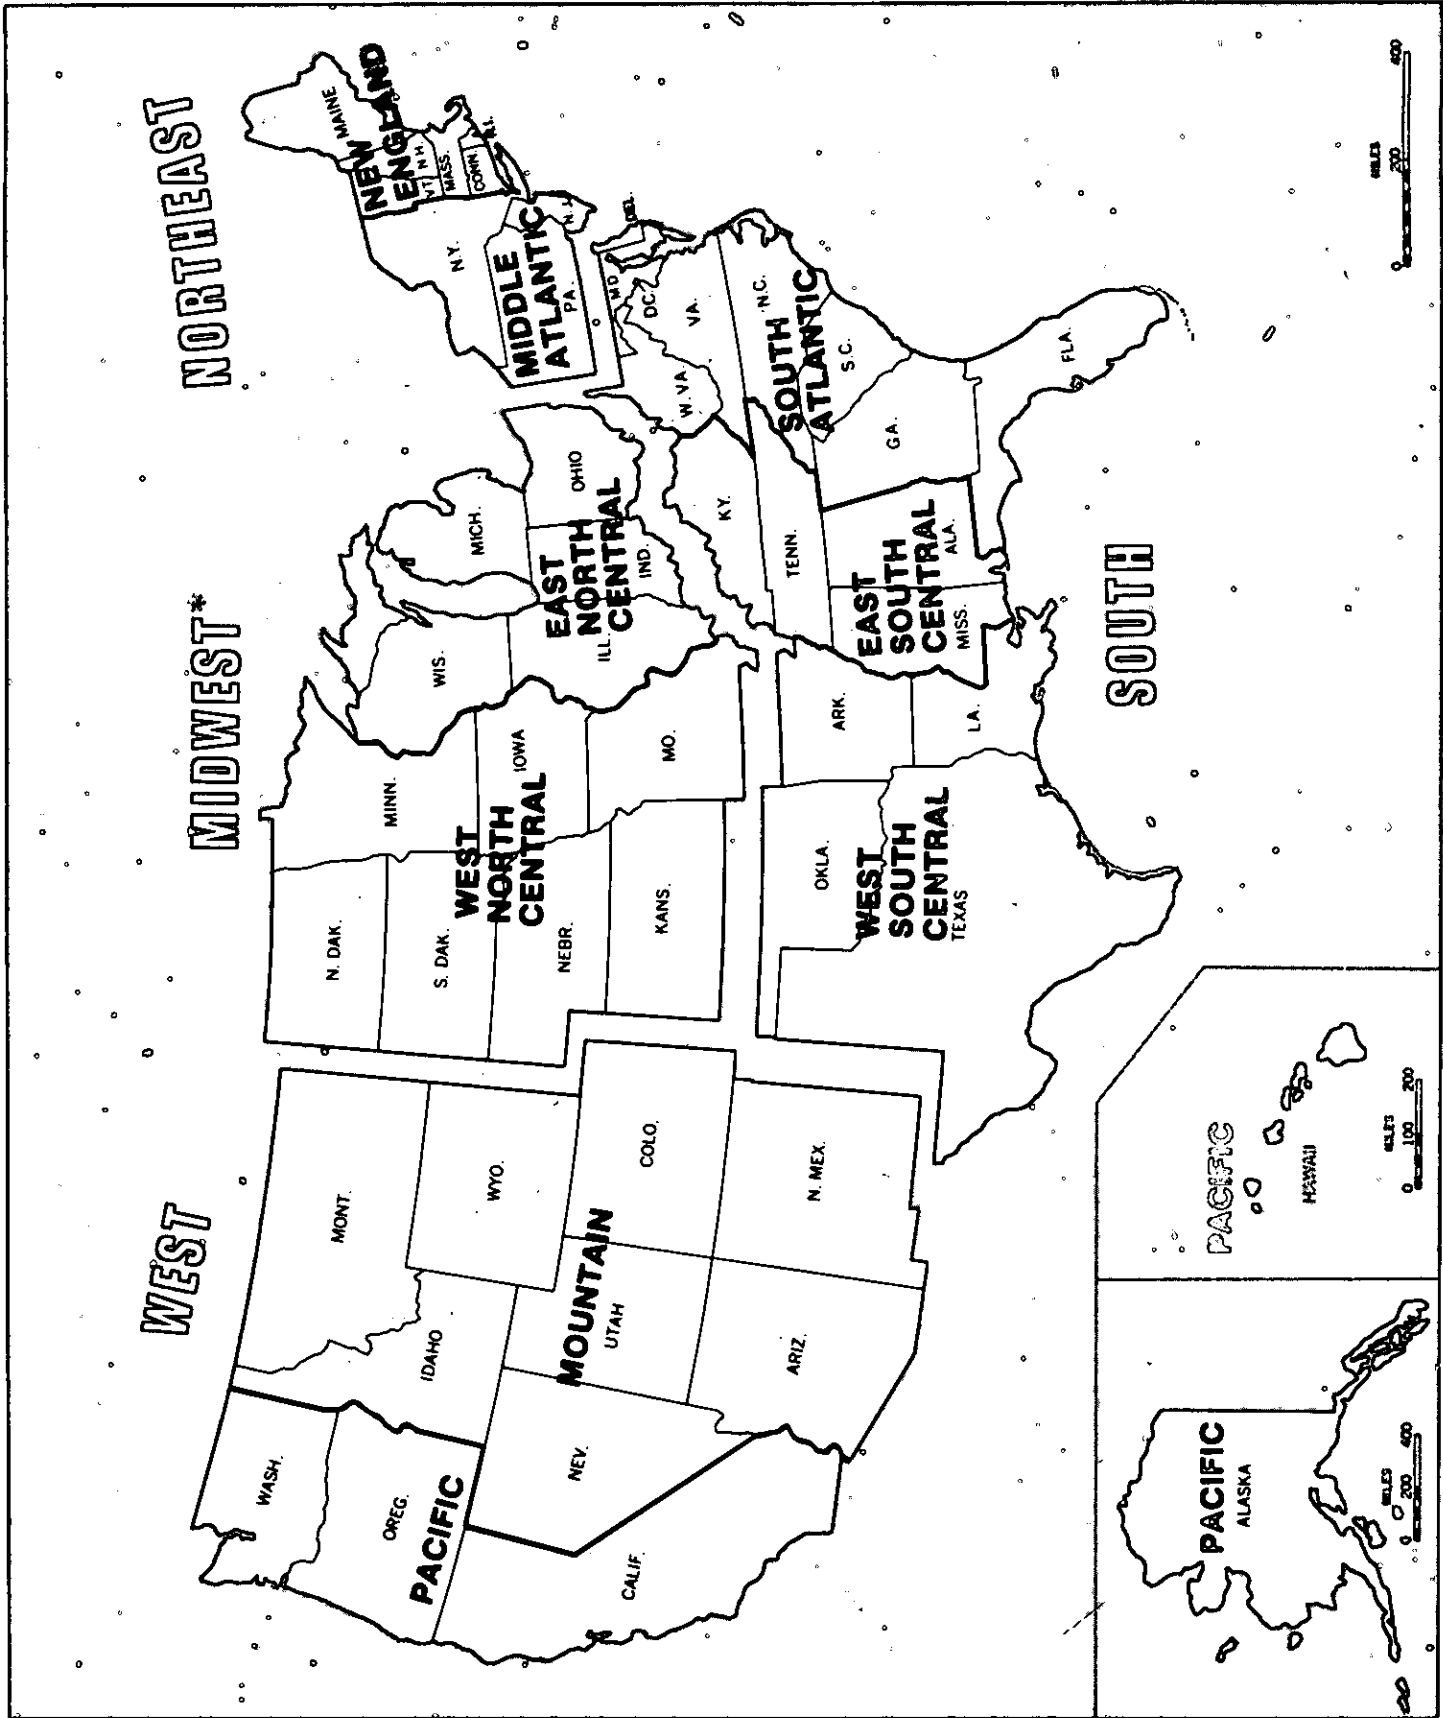 WEST
MIDWEST*
NORTHEAST
SOUTH
PACIFIC
WASH.
OREG.
CALIF.
MOUNTAIN
MONT.
IDAHO
WYO.
NEV.
UTAH
COLO.
ARIZ.
N. MEX.
WEST
NORTH
CENTRAL
N. DAK.
S. DAK.
NEBR.
KANS.
MINN.
IOWA
MO.
EAST
NORTH
CENTRAL
WIS.
MICH.
ILL.
IND.
OHIO
NEW
ENGLAND
MAINE
VT.
N.H.
MASS.
CONN.
R.I.
MIDDLE
ATLANTIC
N.Y.
PA.
N.J.
SOUTH
ATLANTIC
DEL.
MD
DC.
VA.
W. VA.
N.C.
S.C.
GA.
FLA.
EAST
SOUTH
CENTRAL
KY.
TENN.
ALA.
MISS.
WEST
SOUTH
CENTRAL
OKLA.
ARK.
LA.
TEXAS
PACIFIC
ALASKA
MILES
0 200 400
PACIFIC
HAWAII
MILES
0 100 200
MILES
0 200 400